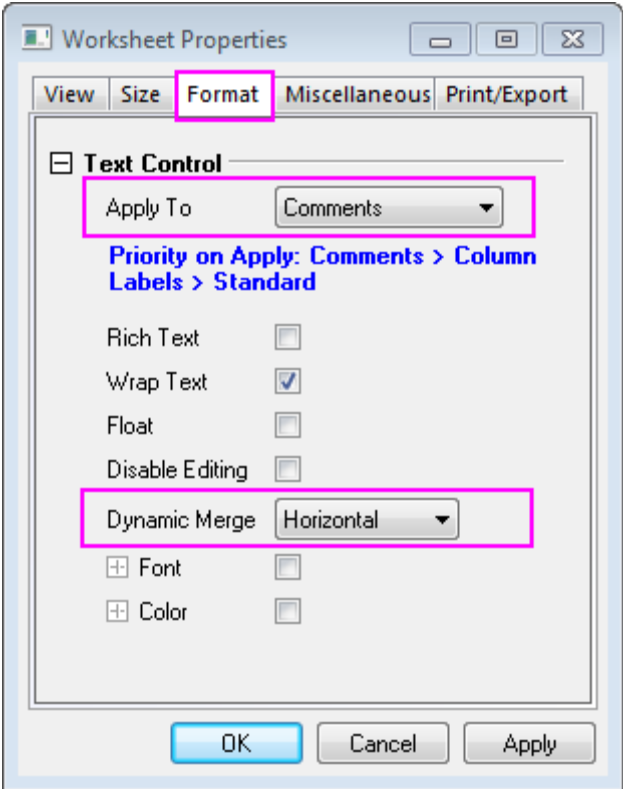 Worksheet Properties
View Size Format Miscellaneous Print/Export
Text Control
Apply To Comments
Priority on Apply: Comments > Column
Labels > Standard
Rich Text
Wrap Text
Float
Disable Editing
Dynamic Merge Horizontal
Font
Color
OK Cancel Apply